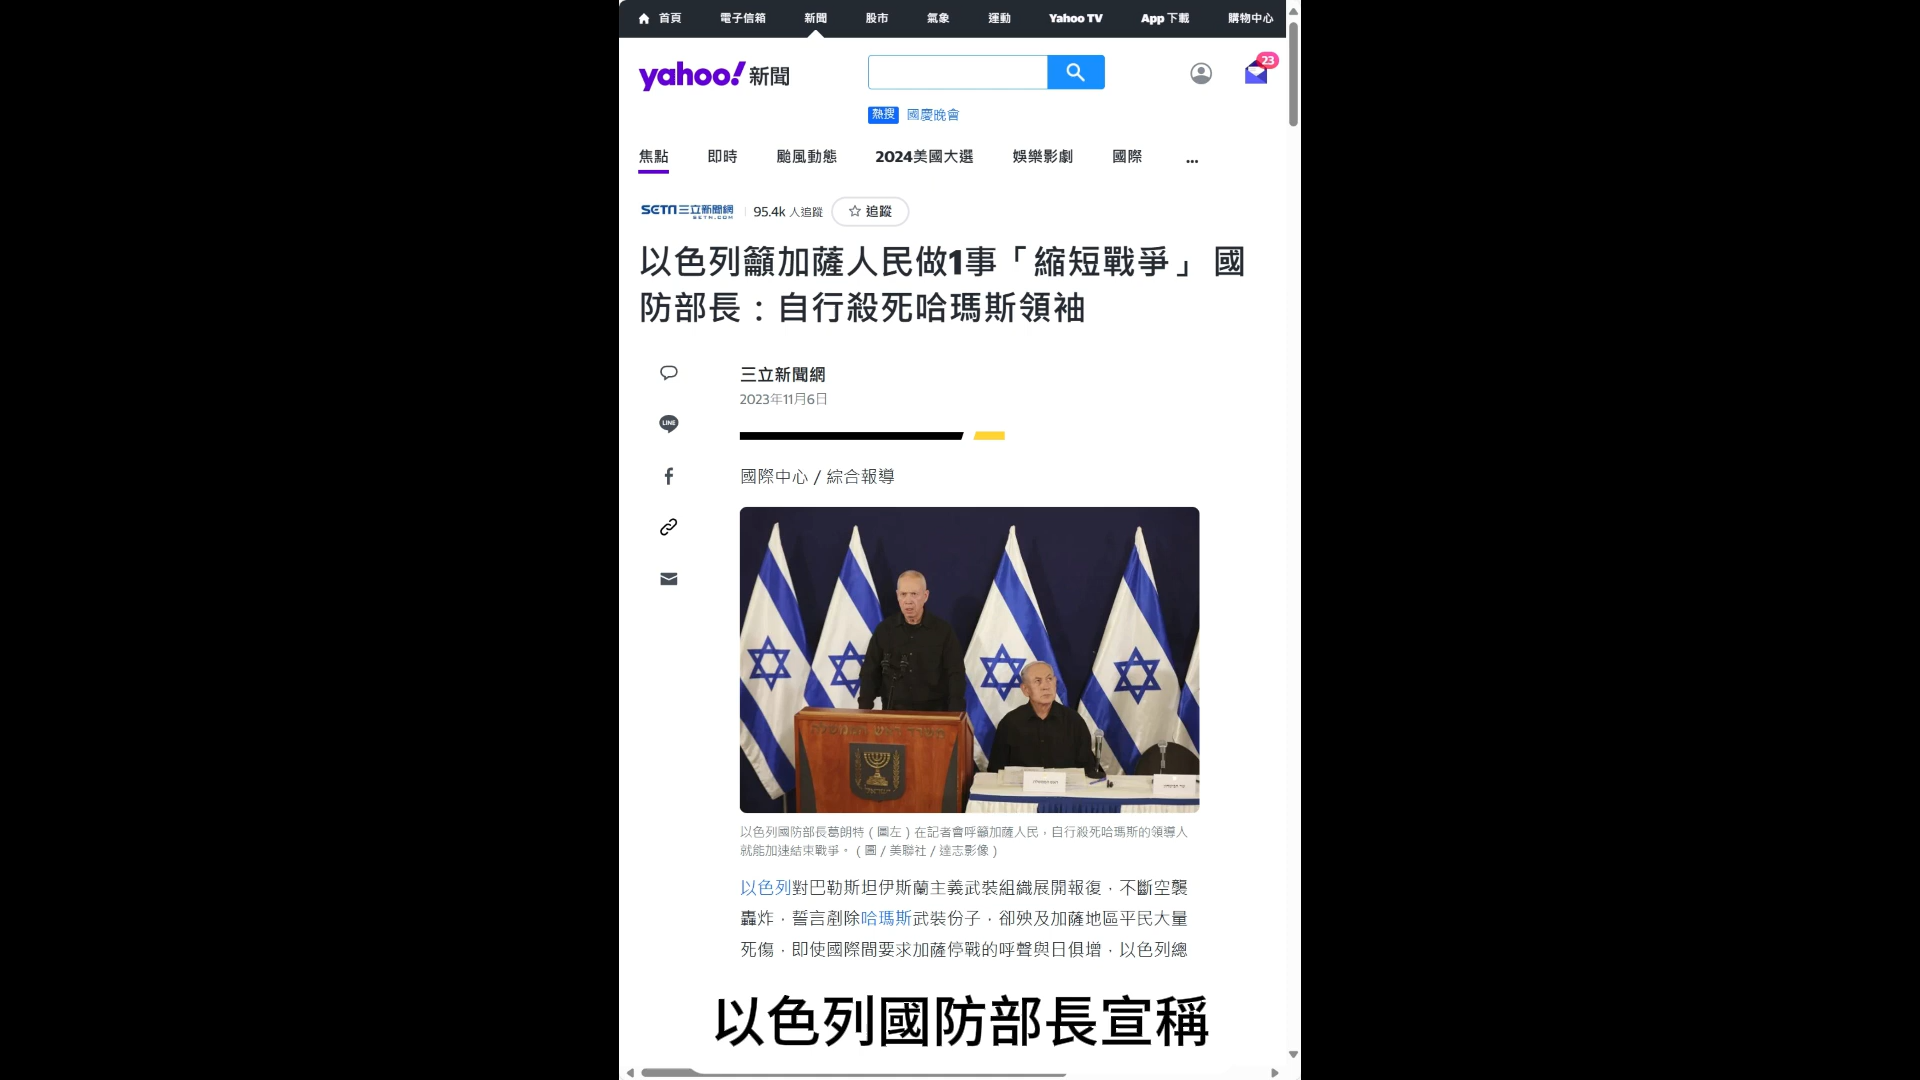 首頁 電子信箱 新聞 股市 氣象 運動 Yahoo TV App 下載 購物中心
yahoo! 新聞
23
熱搜 國慶晚會
焦點 即時 颱風動態 2024美國大選 娛樂影劇 國際 ...
SETN三立新聞網 95.4k 人追蹤 追蹤
SETN.COM
以色列籲加薩人民做1事「縮短戰爭」 國
防部長：自行殺死哈瑪斯領袖
三立新聞網
2023年11月6日
LINE
國際中心 / 綜合報導
משרד ראש הממשלה
以色列國防部長葛朗特（圖左）在記者會呼籲加薩人民，自行殺死哈瑪斯的領導人
就能加速結束戰爭。（圖 / 美聯社 / 達志影像）
以色列對巴勒斯坦伊斯蘭主義武裝組織展開報復，不斷空襲
轟炸，誓言剷除哈瑪斯武裝份子，卻殃及加薩地區平民大量
死傷，即使國際間要求加薩停戰的呼聲與日俱增，以色列總
以色列國防部長宣稱